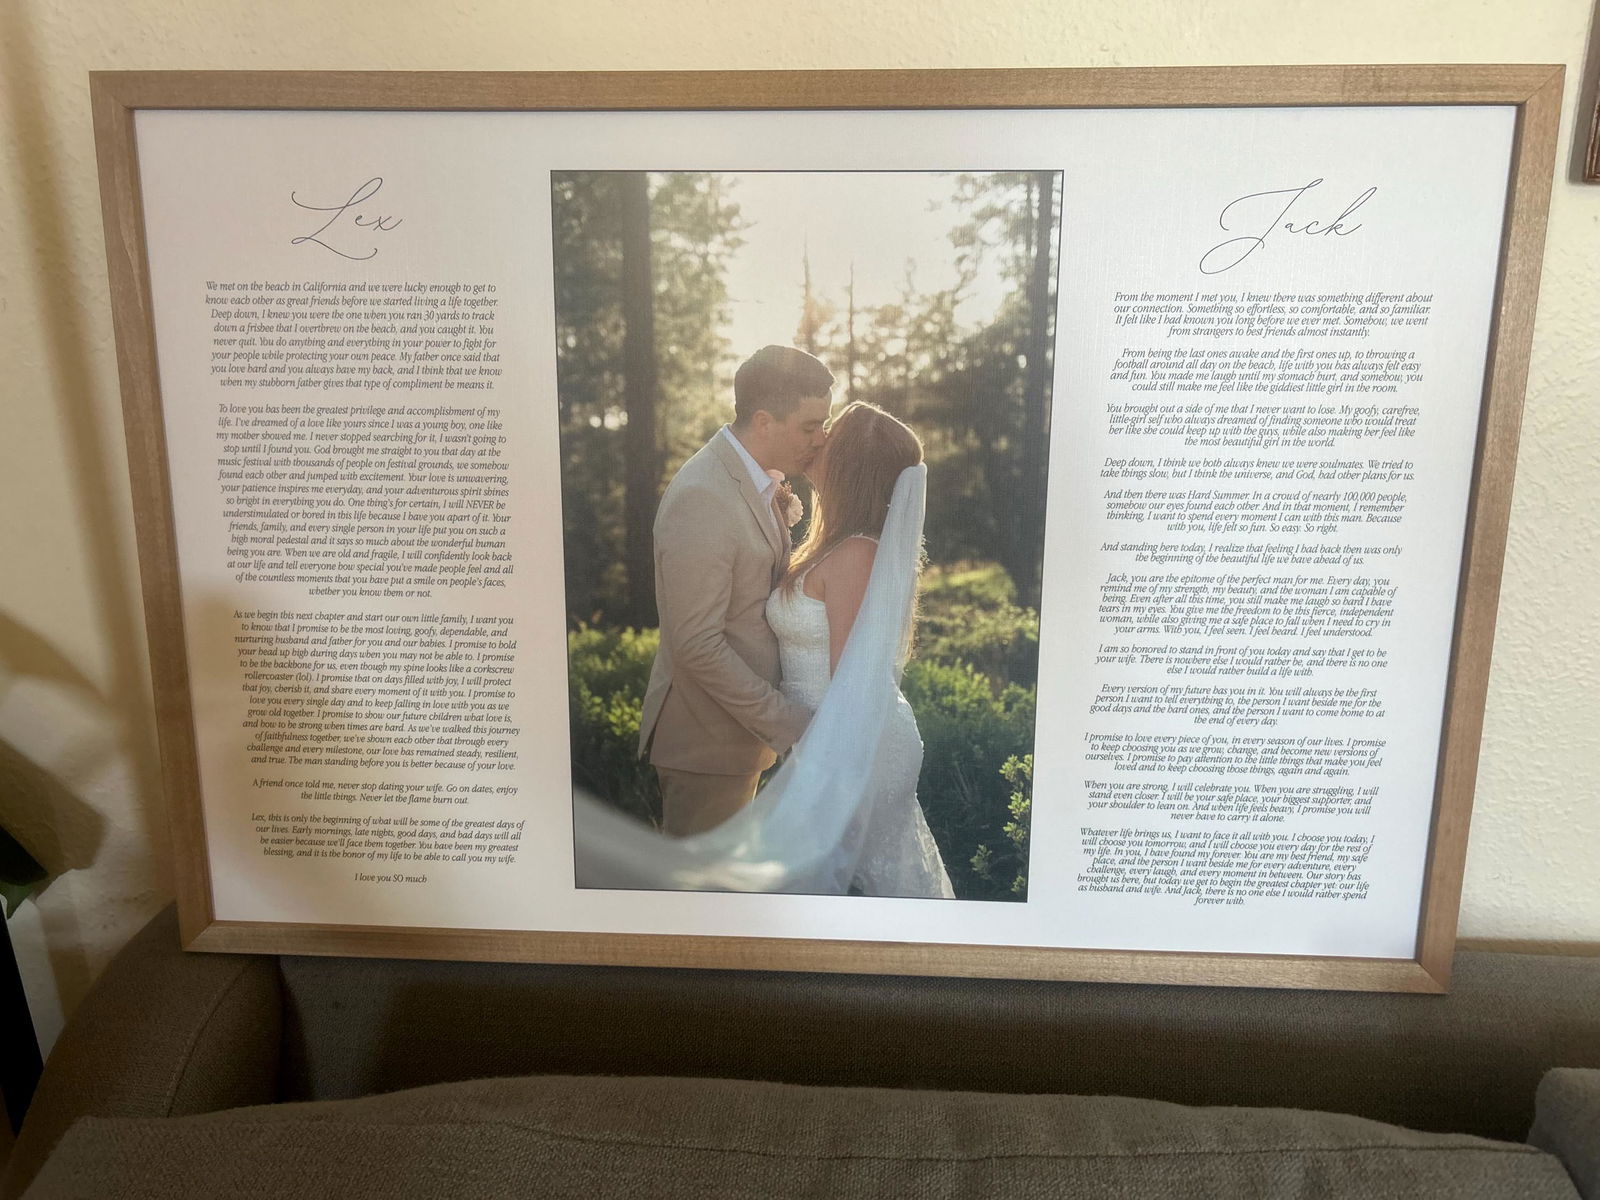 Lex
We met on the beach in California and we were lucky enough to get to
know each other as great friends before we started living a life together.
Deep down, I knew you were the one when you ran 30 yards to track
down a frisbee that I overthrew on the beach, and you caught it. You
never quit. You do anything and everything in your power to fight for
your people while protecting your own peace. My father once said that
you love hard and you always have my back, and I think that we know
when my stubborn father gives that type of compliment he means it.
To love you has been the greatest privilege and accomplishment of my
life. I've dreamed of a love like yours since I was a young boy, one like
my mother showed me. I never stopped searching for it, I wasn't going to
stop until I found you. God brought me straight to you that day at the
music festival with thousands of people on festival grounds, we somehow
found each other and jumped with excitement. Your love is unwavering,
your patience inspires me everyday, and your adventurous spirit shines
so bright in everything you do. One thing's for certain, I will NEVER be
understimulated or bored in this life because I have you apart of it. Your
friends, family, and every single person in your life put you on such a
high moral pedestal and it says so much about the wonderful human
being you are. When we are old and fragile, I will confidently look back
at our life and tell everyone how special you've made people feel and all
of the countless moments that you have put a smile on people's faces,
whether you know them or not.
As we begin this next chapter and start our own little family, I want you
to know that I promise to be the most loving, goofy, dependable, and
nurturing husband and father for you and our babies. I promise to hold
your head up high during days when you may not be able to. I promise
to be the backbone for us, even though my spine looks like a corkscrew
rollercoaster (lol). I promise that on days filled with joy, I will protect
that joy, cherish it, and share every moment of it with you. I promise to
love you every single day and to keep falling in love with you as we
grow old together. I promise to show our future children what love is,
and how to be strong when times are hard. As we've walked this journey
of faithfulness together, we've shown each other that through every
challenge and every milestone, our love has remained steady, resilient,
and true. The man standing before you is better because of your love.
A friend once told me, never stop dating your wife. Go on dates, enjoy
the little things. Never let the flame burn out.
Lex, this is only the beginning of what will be some of the greatest days of
our lives. Early mornings, late nights, good days, and bad days will all
be easier because we'll face them together. You have been my greatest
blessing, and it is the honor of my life to be able to call you my wife.
I love you SO much
Jack
From the moment I met you, I knew there was something different about
our connection. Something so effortless, so comfortable, and so familiar.
It felt like I had known you long before we ever met. Somehow, we went
from strangers to best friends almost instantly.
From being the last ones awake and the first ones up, to throwing a
football around all day on the beach, life with you has always felt easy
and fun. You made me laugh until my stomach hurt, and somehow, you
could still make me feel like the giddiest little girl in the room.
You brought out a side of me that I never want to lose. My goofy, carefree,
little-girl self who always dreamed of finding someone who would treat
her like she could keep up with the guys, while also making her feel like
the most beautiful girl in the world.
Deep down, I think we both always knew we were soulmates. We tried to
take things slow, but I think the universe, and God, had other plans for us.
And then there was Hard Summer. In a crowd of nearly 100,000 people,
somehow our eyes found each other. And in that moment, I remember
thinking, I want to spend every moment I can with this man. Because
with you, life felt so fun. So easy. So right.
And standing here today, I realize that feeling I had back then was only
the beginning of the beautiful life we have ahead of us.
Jack, you are the epitome of the perfect man for me. Every day, you
remind me of my strength, my beauty, and the woman I am capable of
being. Even after all this time, you still make me laugh so hard I have
tears in my eyes. You give me the freedom to be this fierce, independent
woman, while also giving me a safe place to fall when I need to cry in
your arms. With you, I feel seen. I feel heard. I feel understood.
I am so honored to stand in front of you today and say that I get to be
your wife. There is nowhere else I would rather be, and there is no one
else I would rather build a life with.
Every version of my future has you in it. You will always be the first
person I want to tell everything to, the person I want beside me for the
good days and the hard ones, and the person I want to come home to at
the end of every day.
I promise to love every piece of you, in every season of our lives. I promise
to keep choosing you as we grow, change, and become new versions of
ourselves. I promise to pay attention to the little things that make you feel
loved and to keep choosing those things, again and again.
When you are strong, I will celebrate you. When you are struggling, I will
stand even closer. I will be your safe place, your biggest supporter, and
your shoulder to lean on. And when life feels heavy, I promise you will
never have to carry it alone.
Whatever life brings us, I want to face it all with you. I choose you today, I
will choose you tomorrow, and I will choose you every day for the rest of
my life. In you, I have found my forever. You are my best friend, my safe
place, and the person I want beside me for every adventure, every
challenge, every laugh, and every moment in between. Our story has
brought us here, but today we get to begin the greatest chapter yet: our life
as husband and wife. And Jack, there is no one else I would rather spend
forever with.